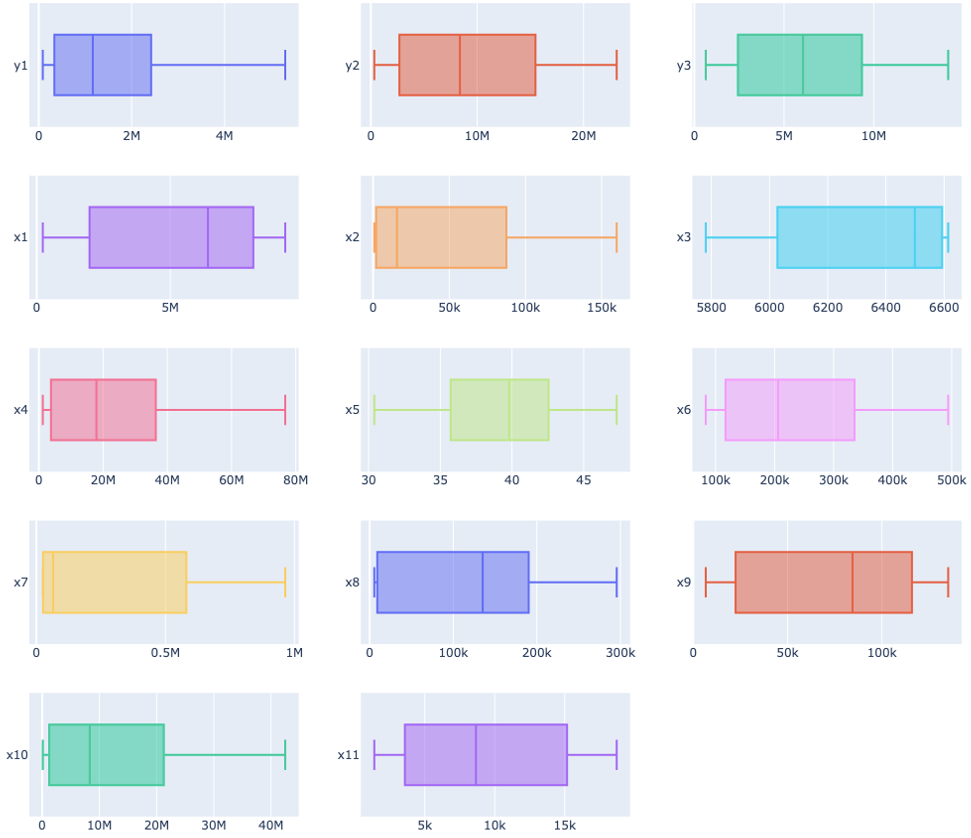 y1
0 2M 4M
y2
0 10M 20M
y3
0 5M 10M
x1
0 5M
x2
0 50k 100k 150k
x3
5800 6000 6200 6400 6600
x4
0 20M 40M 60M 80M
x5
30 35 40 45
x6
100k 200k 300k 400k 500k
x7
0 0.5M 1M
x8
0 100k 200k 300k
x9
0 50k 100k
x10
0 10M 20M 30M 40M
x11
5k 10k 15k